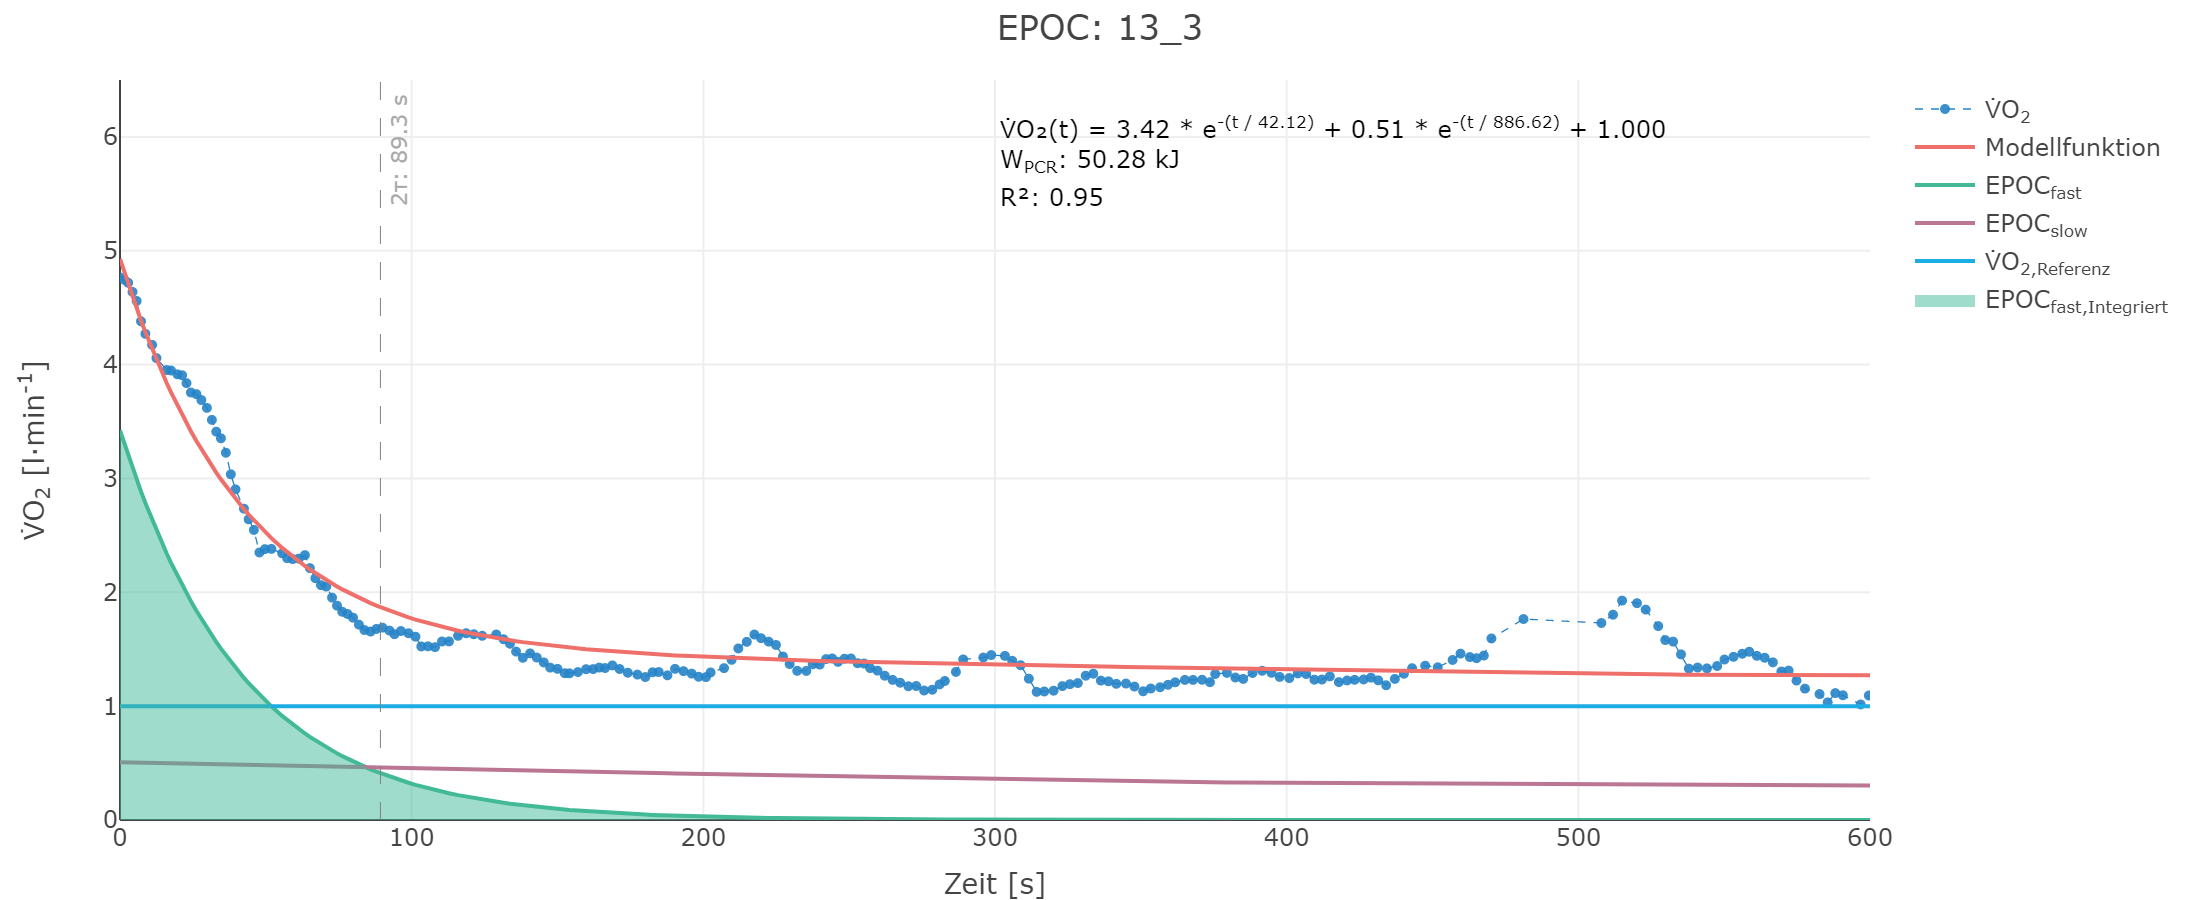 EPOC: 13_3
V̇O₂(t) = 3.42 * e^-(t / 42.12) + 0.51 * e^-(t / 886.62) + 1.000
W_PCR: 50.28 kJ
R²: 0.95
2τ: 89.3 s
V̇O₂ [l·min⁻¹]
6
5
4
3
2
1
0
0 100 200 300 400 500 600
Zeit [s]
V̇O₂
Modellfunktion
EPOC_fast
EPOC_slow
V̇O₂,Referenz
EPOC_fast,Integriert